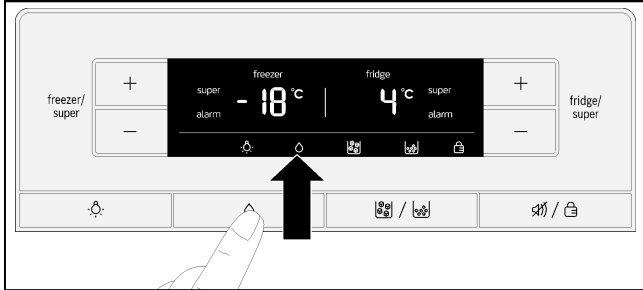 freezer fridge
super - 18 °C 4 °C super
alarm alarm
freezer/
super
+
−
+
−
fridge/
super
/
/